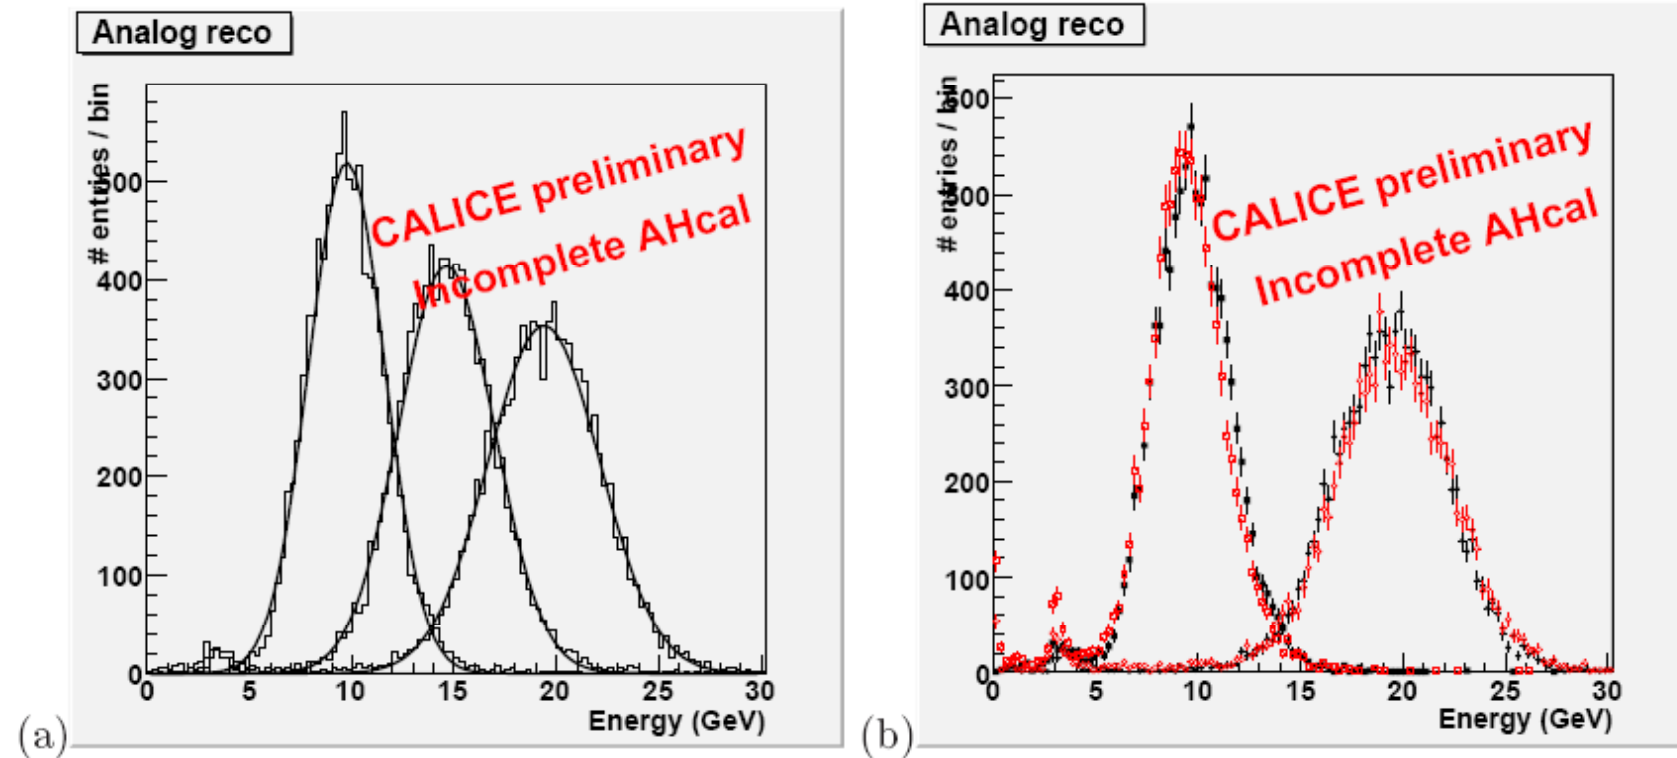 Analog reco
# entries / bin
500
400
300
200
100
0
CALICE preliminary
Incomplete AHcal
0 5 10 15 20 25 30
Energy (GeV)
(a)
Analog reco
# entries / bin
600
500
400
300
200
100
0
CALICE preliminary
Incomplete AHcal
0 5 10 15 20 25 30
Energy (GeV)
(b)